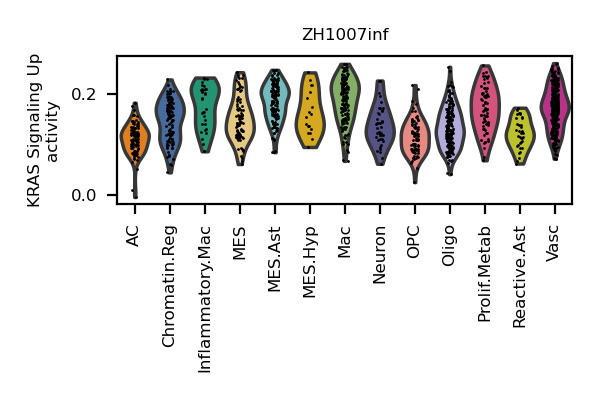 ZH1007inf
KRAS Signaling Up
activity
0.2
0.0
AC
Chromatin.Reg
Inflammatory.Mac
MES
MES.Ast
MES.Hyp
Mac
Neuron
OPC
Oligo
Prolif.Metab
Reactive.Ast
Vasc